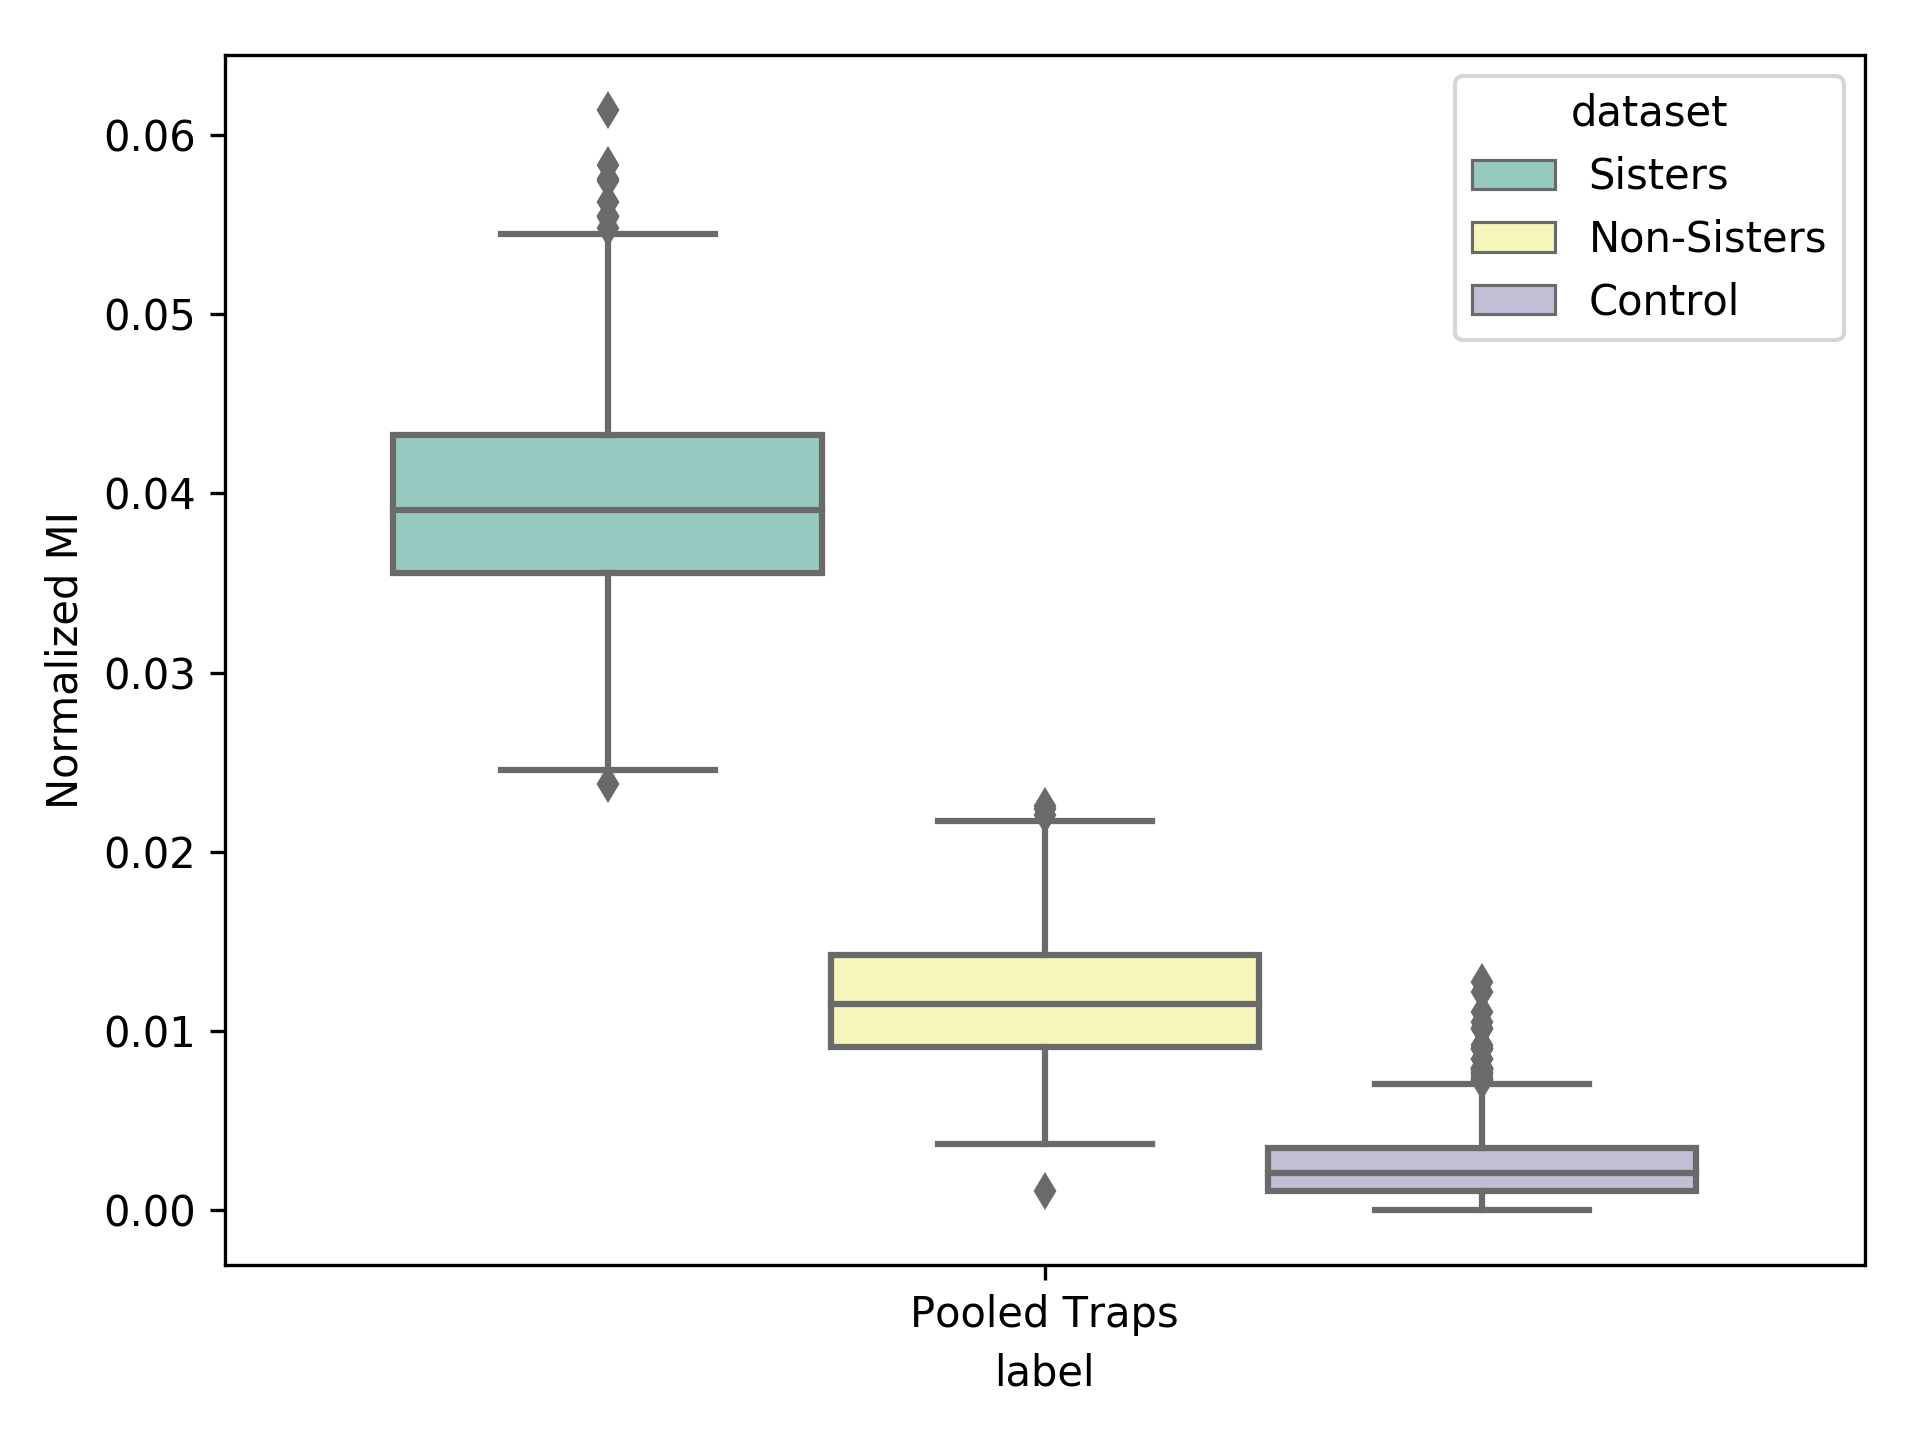 dataset
Sisters
Non-Sisters
Control
Normalized MI
0.06
0.05
0.04
0.03
0.02
0.01
0.00
Pooled Traps
label